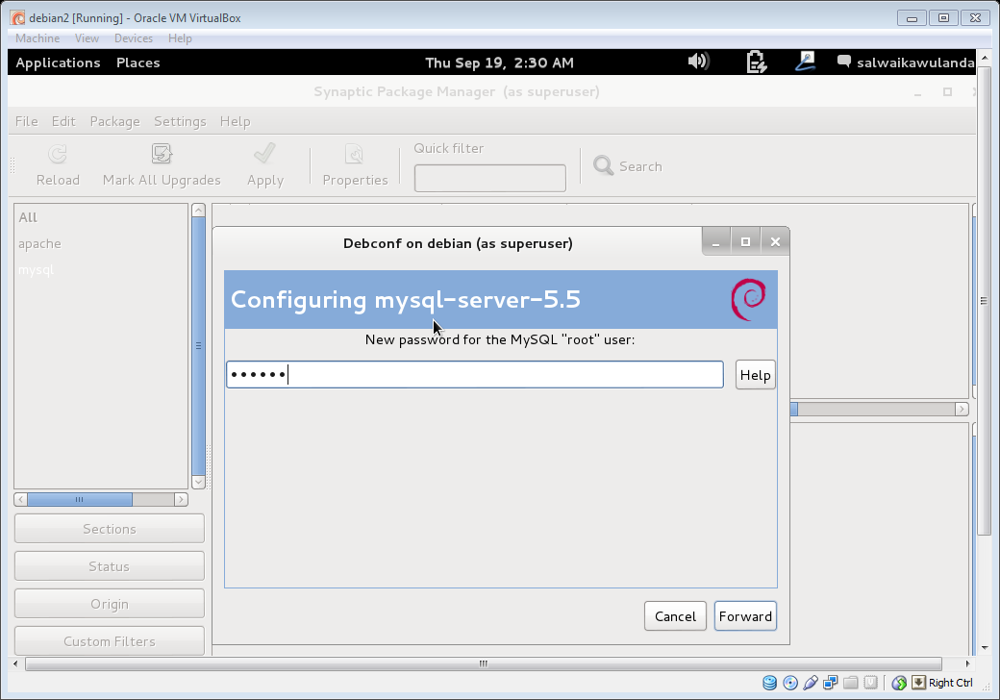 debian2 [Running] - Oracle VM VirtualBox
Machine View Devices Help
Applications Places Thu Sep 19, 2:30 AM salwaikawulanda
Synaptic Package Manager (as superuser)
File Edit Package Settings Help
Quick filter
Reload Mark All Upgrades Apply Properties Search
All
apache
mysql
Debconf on debian (as superuser)
Configuring mysql-server-5.5
New password for the MySQL "root" user:
•••••• Help
Sections
Status
Origin
Custom Filters
Cancel Forward
Right Ctrl